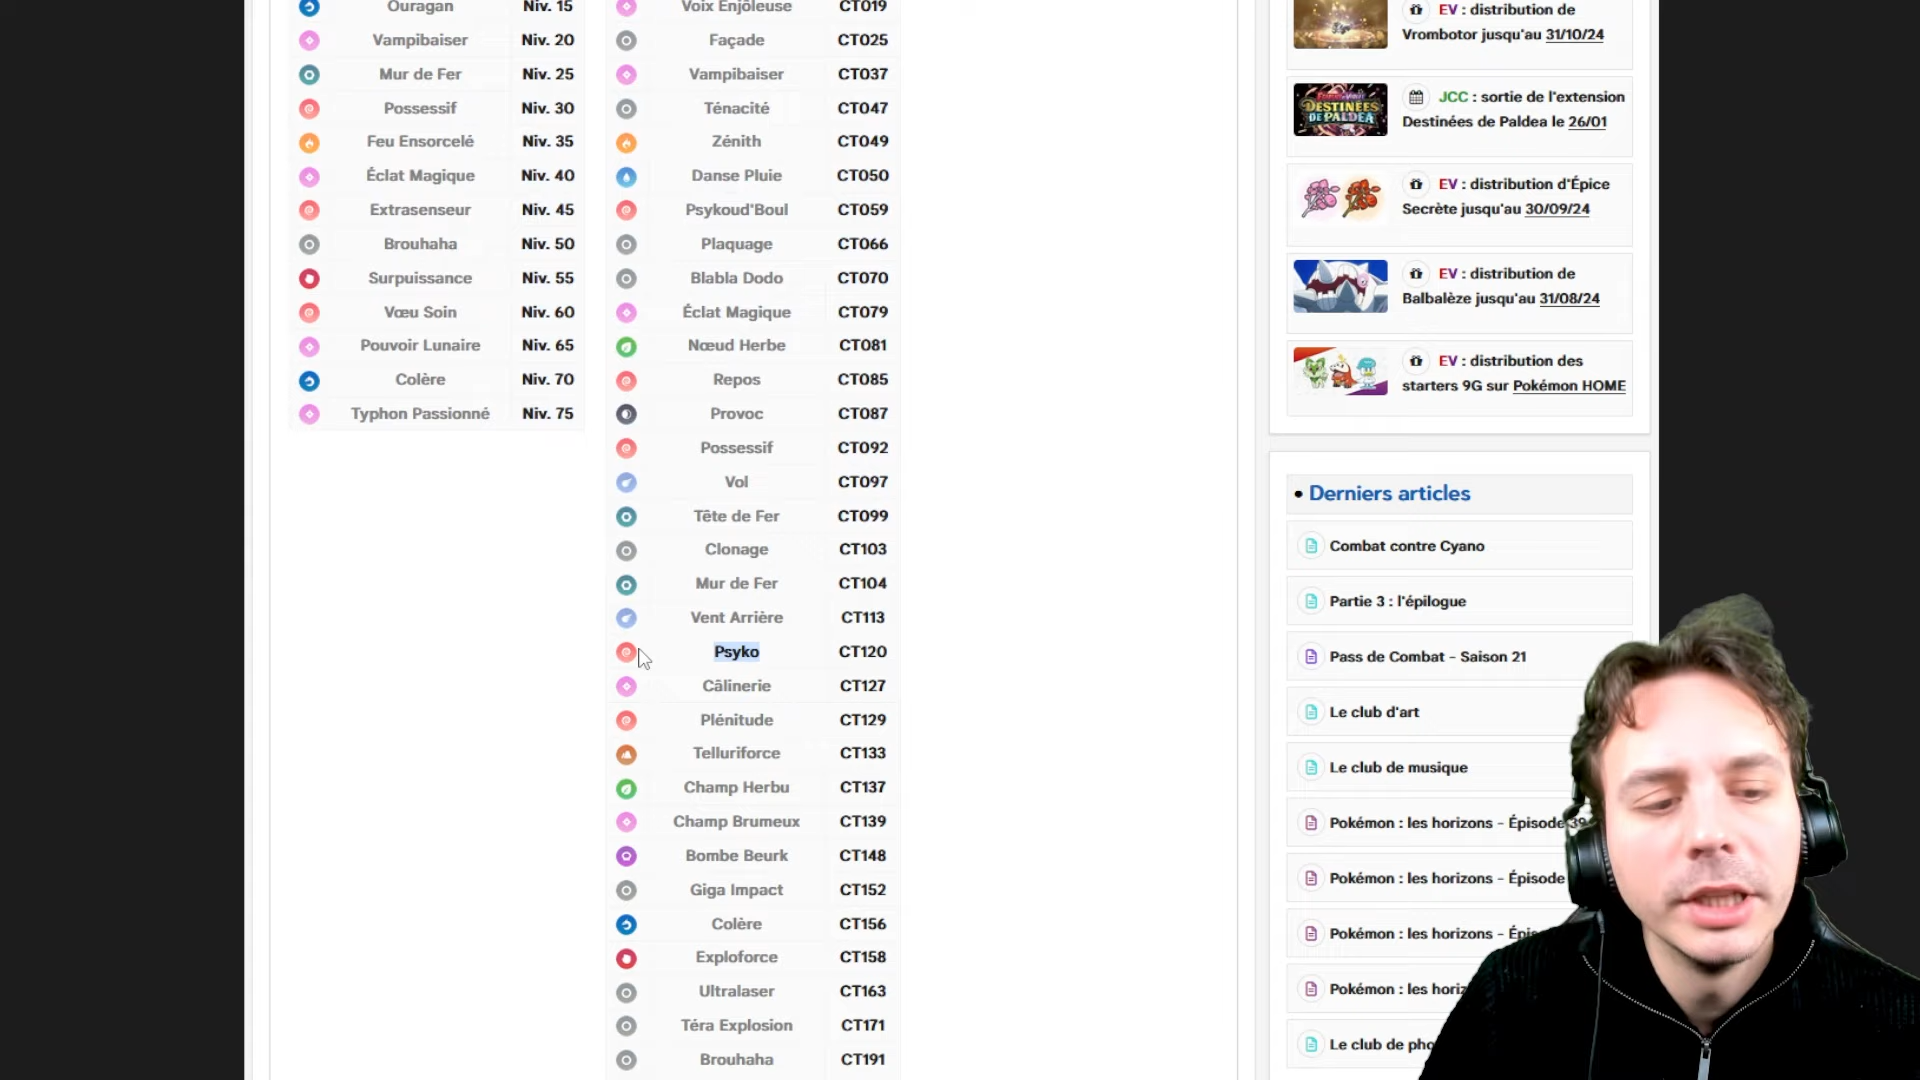 Ouragan Niv. 15
Vampibaiser Niv. 20
Mur de Fer Niv. 25
Possessif Niv. 30
Feu Ensorcelé Niv. 35
Éclat Magique Niv. 40
Extrasenseur Niv. 45
Brouhaha Niv. 50
Surpuissance Niv. 55
Vœu Soin Niv. 60
Pouvoir Lunaire Niv. 65
Colère Niv. 70
Typhon Passionné Niv. 75
Voix Enjôleuse CT019
Façade CT025
Vampibaiser CT037
Ténacité CT047
Zénith CT049
Danse Pluie CT050
Psykoud'Boul CT059
Plaquage CT066
Blabla Dodo CT070
Éclat Magique CT079
Nœud Herbe CT081
Repos CT085
Provoc CT087
Possessif CT092
Vol CT097
Tête de Fer CT099
Clonage CT103
Mur de Fer CT104
Vent Arrière CT113
Psyko CT120
Câlinerie CT127
Plénitude CT129
Telluriforce CT133
Champ Herbu CT137
Champ Brumeux CT139
Bombe Beurk CT148
Giga Impact CT152
Colère CT156
Exploforce CT158
Ultralaser CT163
Téra Explosion CT171
Brouhaha CT191
EV : distribution de
Vrombotor jusqu'au 31/10/24
DESTINÉES
DE PALDEA
JCC : sortie de l'extension
Destinées de Paldea le 26/01
EV : distribution d'Épice
Secrète jusqu'au 30/09/24
EV : distribution de
Balbalèze jusqu'au 31/08/24
EV : distribution des
starters 9G sur Pokémon HOME
• Derniers articles
Combat contre Cyano
Partie 3 : l'épilogue
Pass de Combat - Saison 21
Le club d'art
Le club de musique
Pokémon : les horizons - Épisode 39
Pokémon : les horizons - Épisode
Pokémon : les horizons - Épis
Pokémon : les horiz
Le club de pho